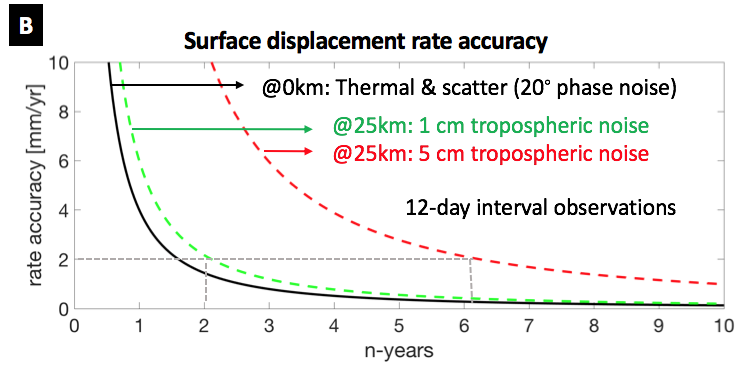 B
Surface displacement rate accuracy
@0km: Thermal & scatter (20° phase noise)
@25km: 1 cm tropospheric noise
@25km: 5 cm tropospheric noise
12-day interval observations
rate accuracy [mm/yr]
10
8
6
4
2
0
0 1 2 3 4 5 6 7 8 9 10
n-years